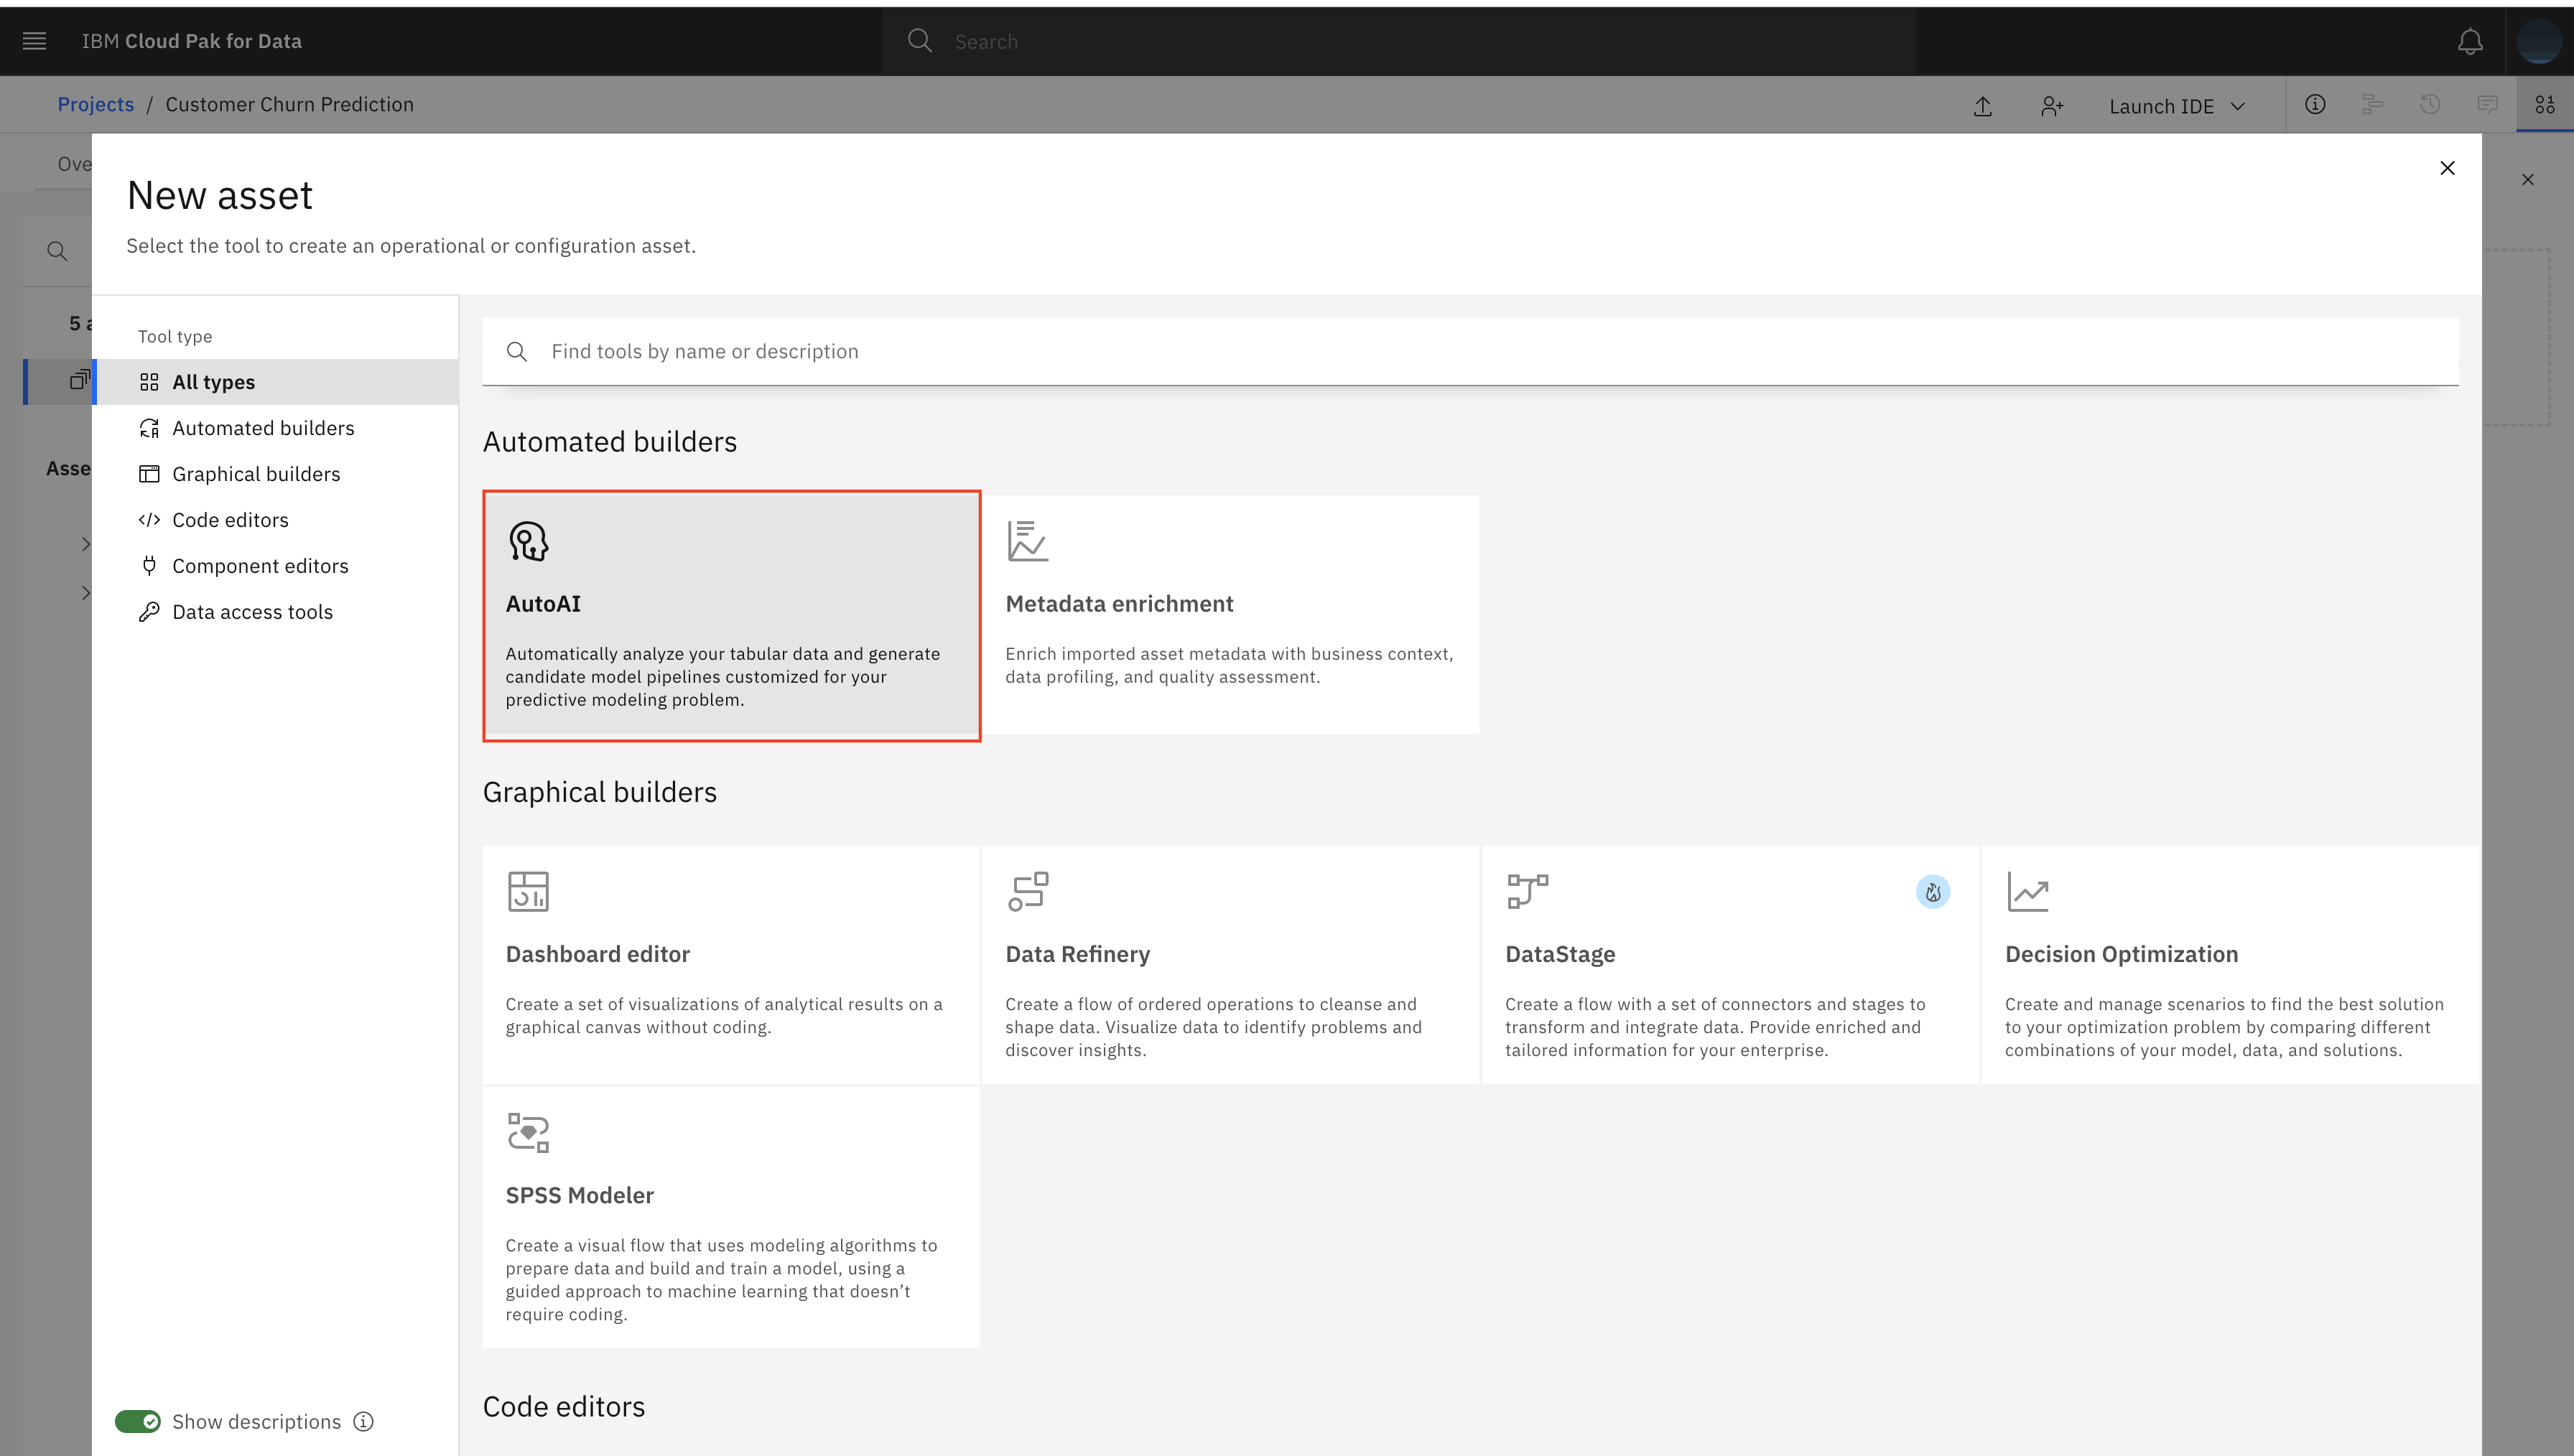 IBM Cloud Pak for Data
Search
Projects / Customer Churn Prediction
Launch IDE
Ove
New asset
Select the tool to create an operational or configuration asset.
5 a
Asse
Tool type
All types
Automated builders
Graphical builders
Code editors
Component editors
Data access tools
Show descriptions
Find tools by name or description
Automated builders
AutoAI
Automatically analyze your tabular data and generate
candidate model pipelines customized for your
predictive modeling problem.
Metadata enrichment
Enrich imported asset metadata with business context,
data profiling, and quality assessment.
Graphical builders
Dashboard editor
Create a set of visualizations of analytical results on a
graphical canvas without coding.
Data Refinery
Create a flow of ordered operations to cleanse and
shape data. Visualize data to identify problems and
discover insights.
DataStage
Create a flow with a set of connectors and stages to
transform and integrate data. Provide enriched and
tailored information for your enterprise.
Decision Optimization
Create and manage scenarios to find the best solution
to your optimization problem by comparing different
combinations of your model, data, and solutions.
SPSS Modeler
Create a visual flow that uses modeling algorithms to
prepare data and build and train a model, using a
guided approach to machine learning that doesn’t
require coding.
Code editors